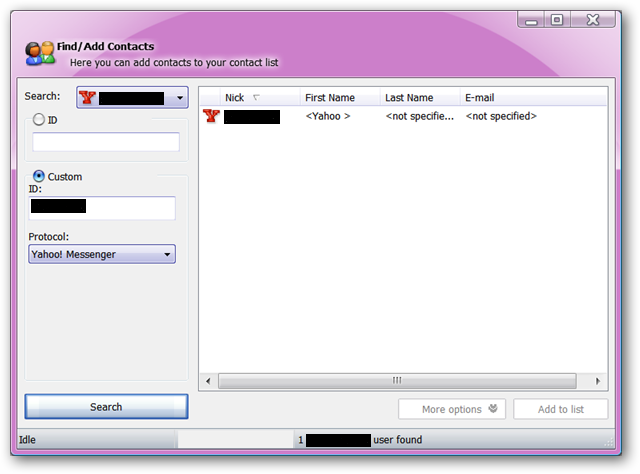 Find/Add Contacts
Here you can add contacts to your contact list
Search:
ID
Custom
ID:
Protocol:
Yahoo! Messenger
Search
Nick First Name Last Name E-mail
<Yahoo > <not specifie... <not specified>
More options Add to list
Idle 1 user found